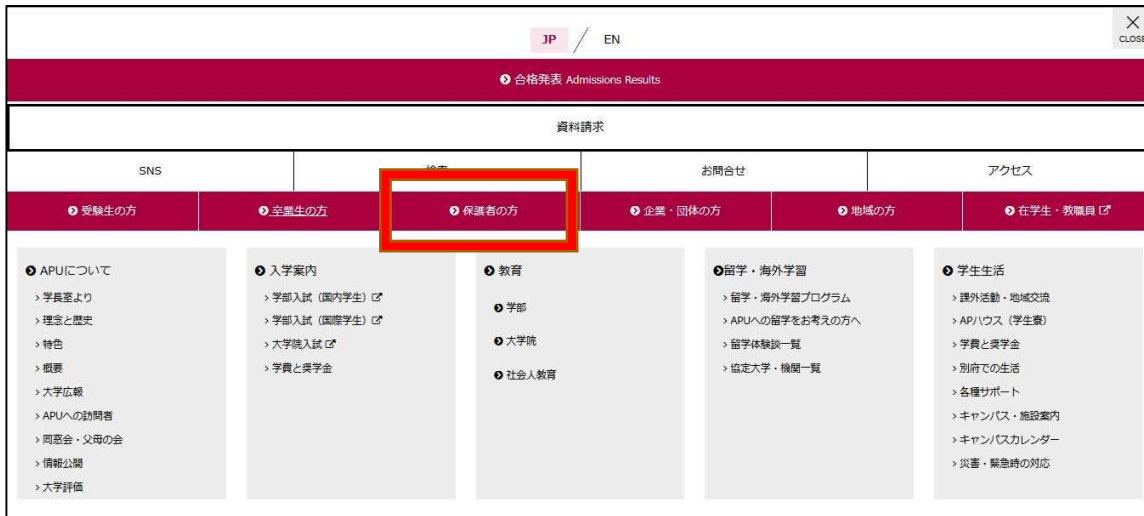 JP / EN
CLOSE
合格発表 Admissions Results
資料請求
SNS
お問合せ
アクセス
受験生の方
卒業生の方
保護者の方
企業・団体の方
地域の方
在学生・教職員
APUについて
学長室より
理念と歴史
特色
概要
大学広報
APUへの訪問者
同窓会・父母の会
情報公開
大学評価
入学案内
学部入試(国内学生)
学部入試(国際学生)
大学院入試
学費と奨学金
教育
学部
大学院
社会人教育
留学・海外学習
留学・海外学習プログラム
APUへの留学をお考えの方へ
留学体験談一覧
協定大学・機関一覧
学生生活
課外活動・地域交流
APハウス(学生寮)
学費と奨学金
別府での生活
各種サポート
キャンパス・施設案内
キャンパスカレンダー
災害・緊急時の対応